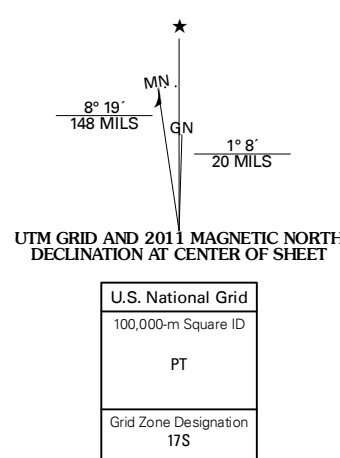 ★
MN
8° 19´
148 MILS
GN
1° 8´
20 MILS
UTM GRID AND 2011 MAGNETIC NORTH
DECLINATION AT CENTER OF SHEET
U.S. National Grid
100,000-m Square ID
PT
Grid Zone Designation
17S